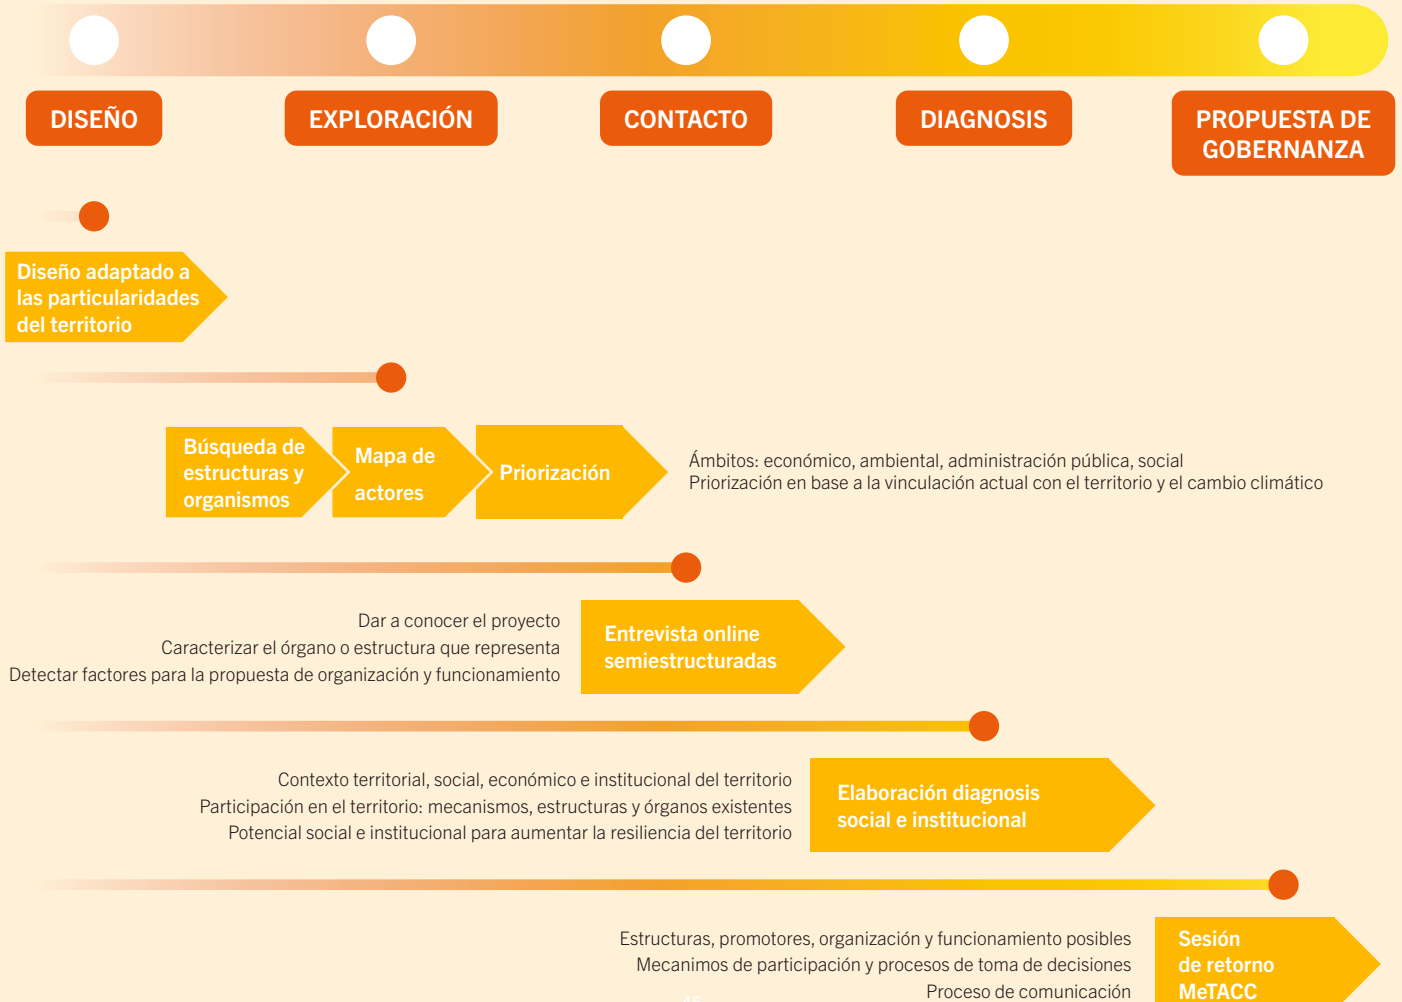 DISEÑO
EXPLORACIÓN
CONTACTO
DIAGNOSIS
PROPUESTA DE
GOBERNANZA
Diseño adaptado a
las particularidades
del territorio
Búsqueda de
estructuras y
organismos
Mapa de
actores
Priorización
Ámbitos: económico, ambiental, administración pública, social
Priorización en base a la vinculación actual con el territorio y el cambio climático
Dar a conocer el proyecto
Caracterizar el órgano o estructura que representa
Detectar factores para la propuesta de organización y funcionamiento
Entrevista online
semiestructuradas
Contexto territorial, social, económico e institucional del territorio
Participación en el territorio: mecanismos, estructuras y órganos existentes
Potencial social e institucional para aumentar la resiliencia del territorio
Elaboración diagnosis
social e institucional
Estructuras, promotores, organización y funcionamiento posibles
Mecanimos de participación y procesos de toma de decisiones
Proceso de comunicación
Sesión
de retorno
MeTACC